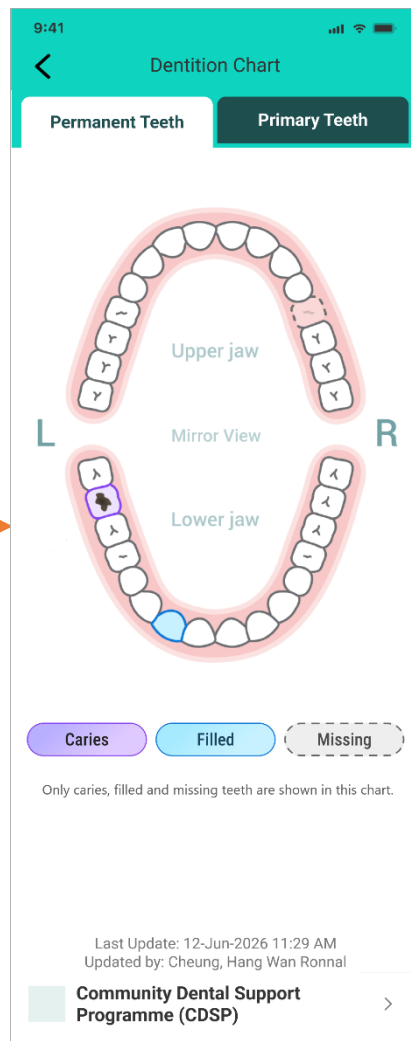 9:41
Dentition Chart
Permanent Teeth
Primary Teeth
Upper jaw
L
Mirror View
R
Lower jaw
Caries
Filled
Missing
Only caries, filled and missing teeth are shown in this chart.
Last Update: 12-Jun-2026 11:29 AM
Updated by: Cheung, Hang Wan Ronnal
Community Dental Support
Programme (CDSP)